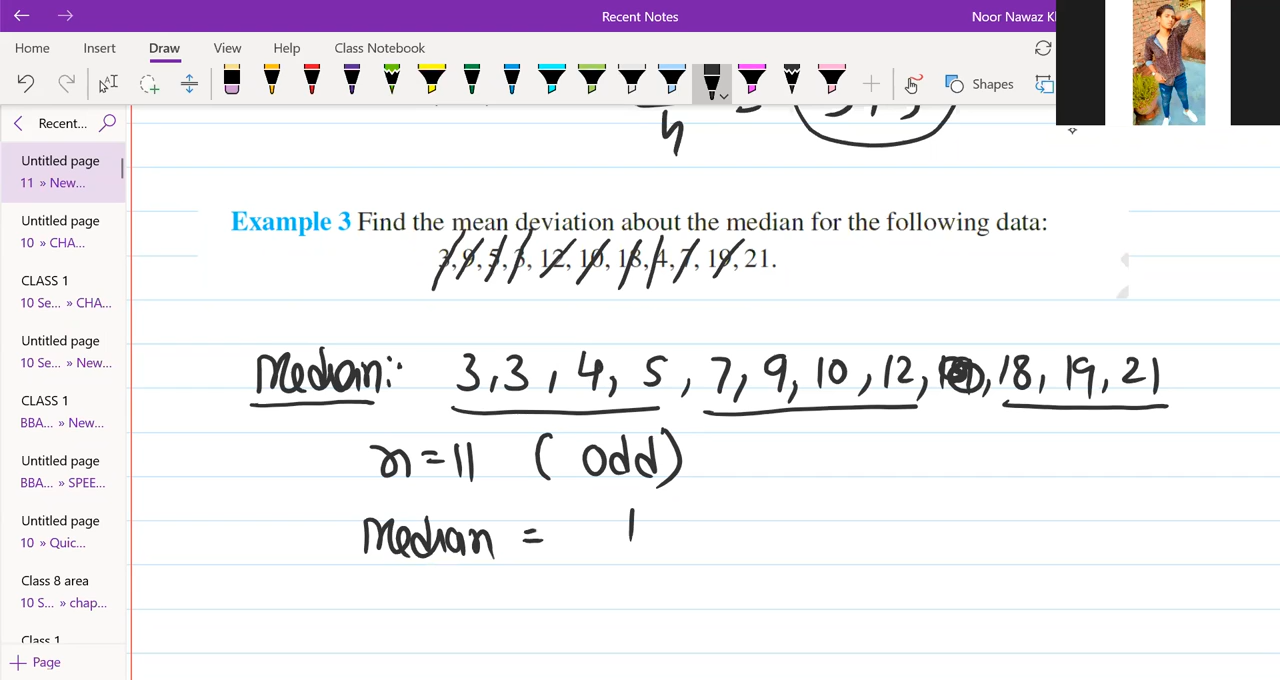 Recent Notes
Noor Nawaz Kh
Home Insert Draw View Help Class Notebook
Shapes
Recent...
Untitled page
11 » New...
Untitled page
10 » CHA...
CLASS 1
10 Se... » CHA...
Untitled page
10 Se... » New...
CLASS 1
BBA... » New...
Untitled page
BBA... » SPEE...
Untitled page
10 » Quic...
Class 8 area
10 S... » chap...
Class 1
Page
Example 3 Find the mean deviation about the median for the following data:
3, 9, 5, 3, 12, 10, 18, 4, 7, 19, 21.
Median: 3, 3, 4, 5, 7, 9, 10, 12, 18, 19, 21
n = 11 ( odd )
Median = 1